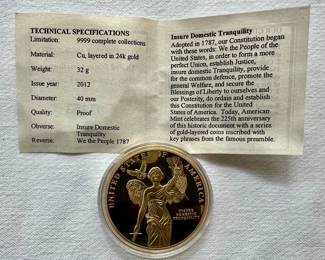 TECHNICAL SPECIFICATIONS
Limitation: 9999 complete collections
Material: Cu, layered in 24k gold
Weight: 32 g
Issue year: 2012
Diameter: 40 mm
Quality: Proof
Obverse: Insure Domestic
Tranquility
Reverse: We the People 1787
Insure Domestic Tranquility
Adopted in 1787, our Constitution began
with these words: We the People of the
United States, in order to form a more
perfect Union, establish Justice,
insure domestic Tranquility, provide
for the common defence, promote the
general Welfare, and secure the
Blessings of Liberty to ourselves and
our Posterity, do ordain and establish
this Constitution for the United
States of America. Today, American
Mint celebrates the 225th anniversary
of this historic document with a series
of gold-layered coins inscribed with
key phrases from the famous preamble.
UNITED STATES OF AMERICA
INSURE
DOMESTIC
TRANQUILITY